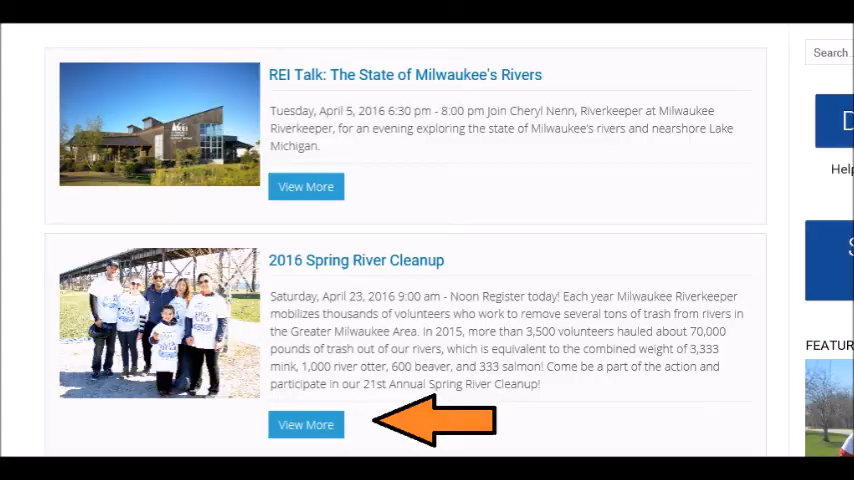 REI Talk: The State of Milwaukee's Rivers
Tuesday, April 5, 2016 6:30 pm - 8:00 pm Join Cheryl Nenn, Riverkeeper at Milwaukee
Riverkeeper, for an evening exploring the state of Milwaukee's rivers and nearshore Lake
Michigan.
View More
2016 Spring River Cleanup
Saturday, April 23, 2016 9:00 am - Noon Register today! Each year Milwaukee Riverkeeper
mobilizes thousands of volunteers who work to remove several tons of trash from rivers in
the Greater Milwaukee Area. In 2015, more than 3,500 volunteers hauled about 70,000
pounds of trash out of our rivers, which is equivalent to the combined weight of 3,333
mink, 1,000 river otter, 600 beaver, and 333 salmon! Come be a part of the action and
participate in our 21st Annual Spring River Cleanup!
View More
Search..
D
Help
S
FEATUR